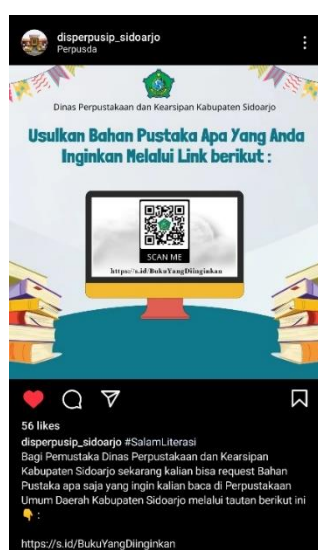 disperpusip_sidoarjo
Perpusda
Dinas Perpustakaan dan Kearsipan Kabupaten Sidoarjo
Usulkan Bahan Pustaka Apa Yang Anda
Inginkan Melalui Link berikut :
SCAN ME
https://s.id/BukuYangDiinginkan
56 likes
disperpusip_sidoarjo #SalamLiterasi
Bagi Pemustaka Dinas Perpustakaan dan Kearsipan
Kabupaten Sidoarjo sekarang kalian bisa request Bahan
Pustaka apa saja yang ingin kalian baca di Perpustakaan
Umum Daerah Kabupaten Sidoarjo melalui tautan berikut ini
👇 :
https://s.id/BukuYangDiinginkan